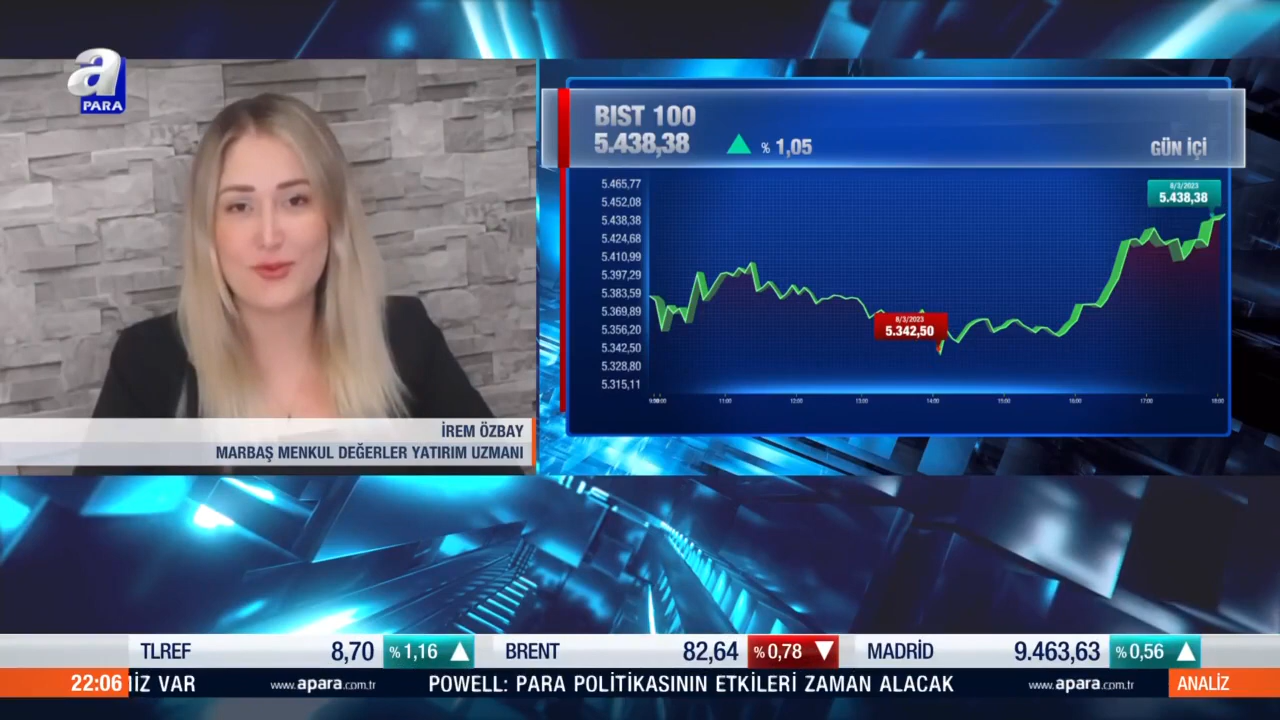 a
PARA
BIST 100
5.438,38
% 1,05
GÜN İÇİ
5.465,77
5.452,08
5.438,38
5.424,68
5.410,99
5.397,29
5.383,59
5.369,89
5.356,20
5.342,50
5.328,80
5.315,11
8/3/2023
5.438,38
8/3/2023
5.342,50
11:00 12:00 13:00 14:00 15:00 16:00 17:00 18:00
İREM ÖZBAY
MARBAŞ MENKUL DEĞERLER YATIRIM UZMANI
TLREF 8,70 % 1,16 BRENT 82,64 % 0,78 MADRİD 9.463,63 % 0,56
22:06 İZ VAR www.apara.com.tr POWELL: PARA POLİTİKASININ ETKİLERİ ZAMAN ALACAK www.apara.com.tr ANALİZ